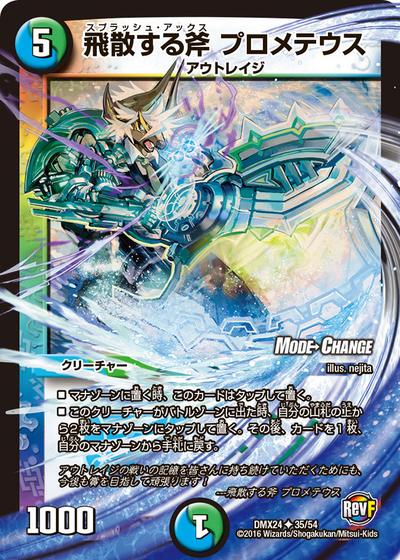 5
スプラッシュ・アックス
飛散する斧 プロメテウス
アウトレイジ
MODE→CHANGE
illus. nejita
クリーチャー
■ マナゾーンに置く時、このカードはタップして置く。
■ このクリーチャーがバトルゾーンに出た時、自分の山札の上か
ら2枚をマナゾーンにタップして置く。その後、カードを1枚、
自分のマナゾーンから手札に戻す。
アウトレイジの戦いの記憶を皆さんに持ち続けていただくためにも、
今後も尊を目指して頑張ります!
---飛散する斧 プロメテウス
RevF
1000
1
DMX24 ◆ 35/54
©2016 Wizards/Shogakukan/Mitsui-Kids